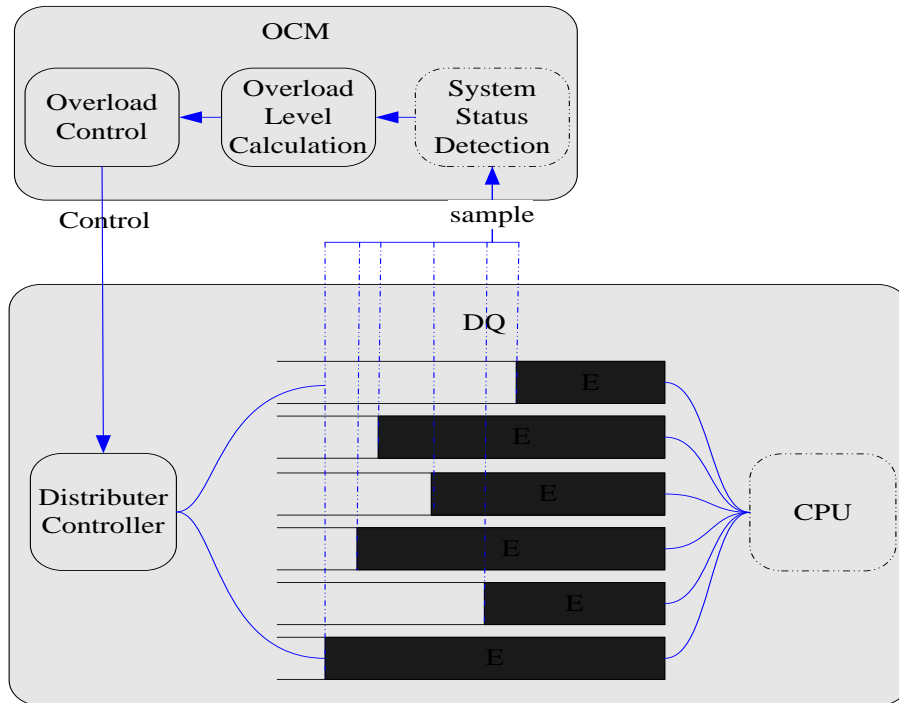 OCM
Overload
Control
Overload
Level
Calculation
System
Status
Detection
Control
sample
DQ
E
E
E
E
E
E
Distributer
Controller
CPU